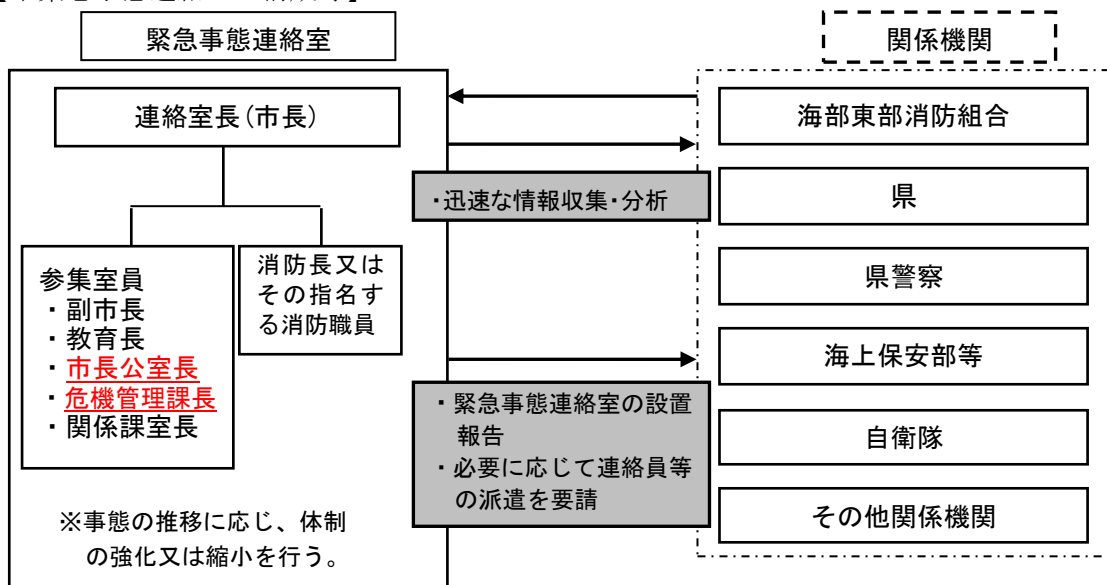 緊急事態連絡室
関係機関
連絡室長(市長)
参集室員
・副市長
・教育長
・市長公室長
・危機管理課長
・関係課室長
消防長又は
その指名す
る消防職員
※事態の推移に応じ、体制
の強化又は縮小を行う。
・迅速な情報収集・分析
・緊急事態連絡室の設置
報告
・必要に応じて連絡員等
の派遣を要請
海部東部消防組合
県
県警察
海上保安部等
自衛隊
その他関係機関